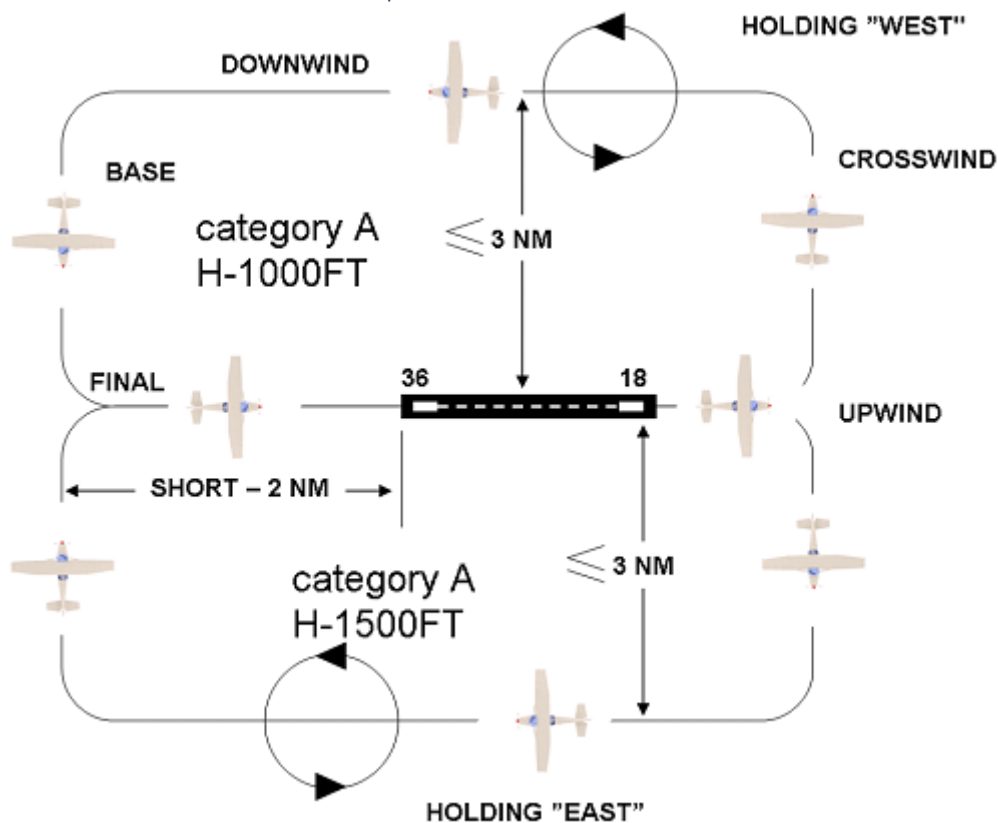 HOLDING ”WEST"
DOWNWIND
BASE
CROSSWIND
category A
H-1000FT
≤ 3 NM
FINAL
36
18
UPWIND
SHORT – 2 NM
≤ 3 NM
category A
H-1500FT
HOLDING ”EAST”